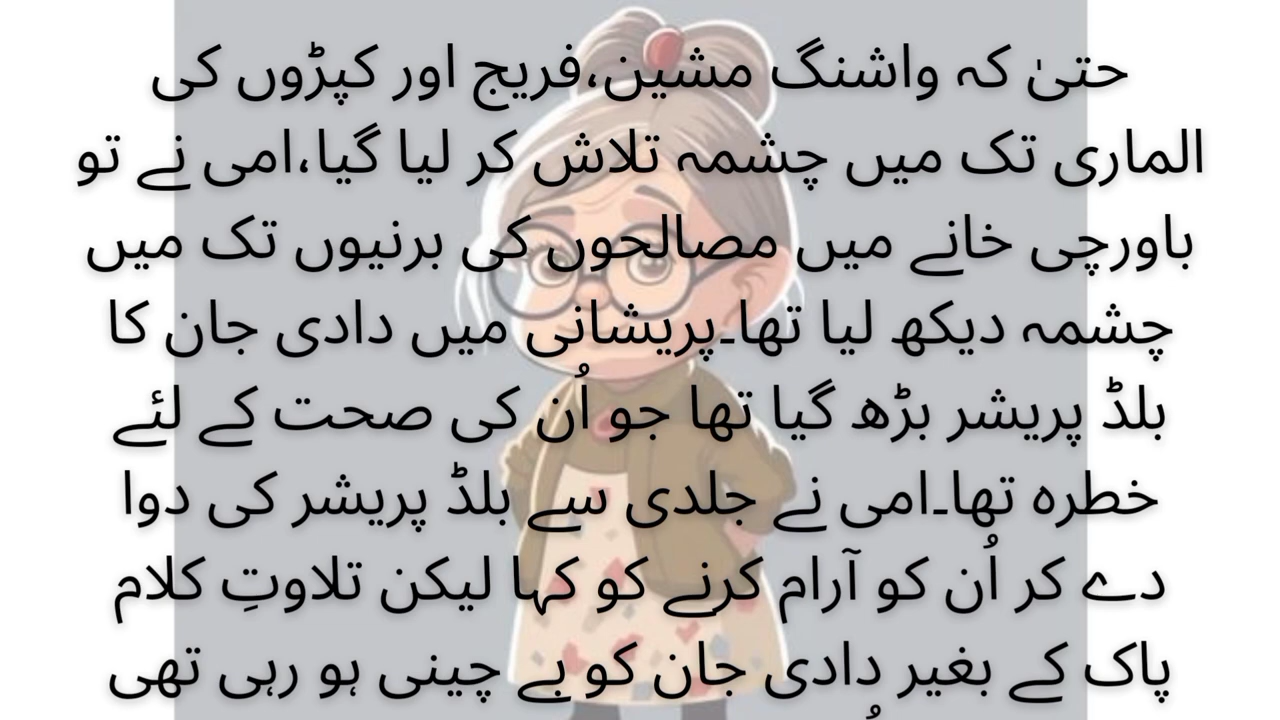 حتیٰ کہ واشنگ مشین،فریج اور کپڑوں کی
الماری تک میں چشمہ تلاش کر لیا گیا،امی نے تو
باورچی خانے میں مصالحوں کی برنیوں تک میں
چشمہ دیکھ لیا تھا۔پریشانی میں دادی جان کا
بلڈ پریشر بڑھ گیا تھا جو اُن کی صحت کے لئے
خطرہ تھا۔امی نے جلدی سے بلڈ پریشر کی دوا
دے کر اُن کو آرام کرنے کو کہا لیکن تلاوتِ کلام
پاک کے بغیر دادی جان کو بے چینی ہو رہی تھی